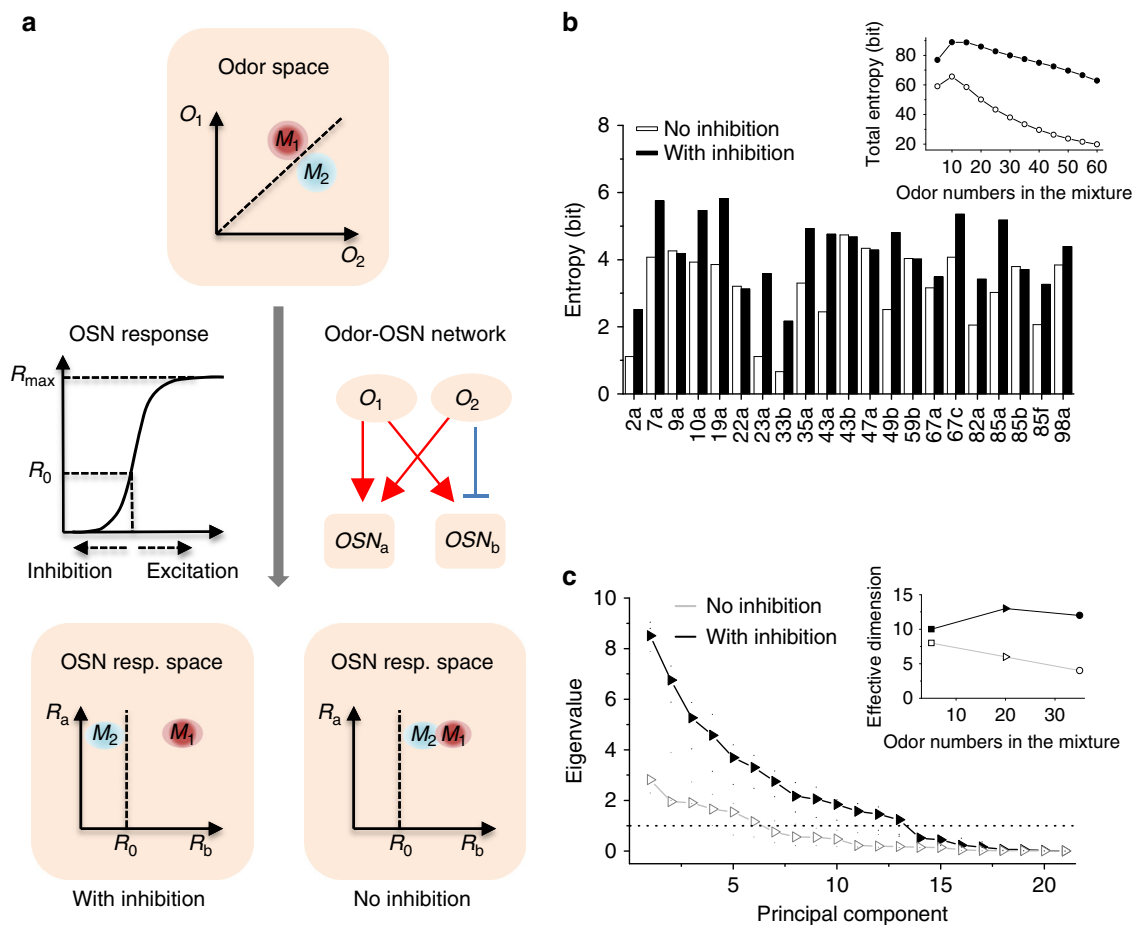 a
Odor space
O1
M1
M2
O2
OSN response
Rmax
R0
Inhibition
Excitation
Odor-OSN network
O1
O2
OSNa
OSNb
OSN resp. space
Ra
M2
M1
R0
Rb
With inhibition
OSN resp. space
Ra
M2
M1
R0
Rb
No inhibition
b
No inhibition
With inhibition
Entropy (bit)
8
6
4
2
0
2a 7a 9a 10a 19a 22a 23a 33b 35a 43a 43b 47a 49b 59b 67a 67c 82a 85a 85b 85f 98a
Total entropy (bit)
80
60
40
20
0 10 20 30 40 50 60
Odor numbers in the mixture
c
No inhibition
With inhibition
Eigenvalue
10
8
6
4
2
0
5 10 15 20
Principal component
Effective dimension
15
10
5
0
10 20 30
Odor numbers in the mixture